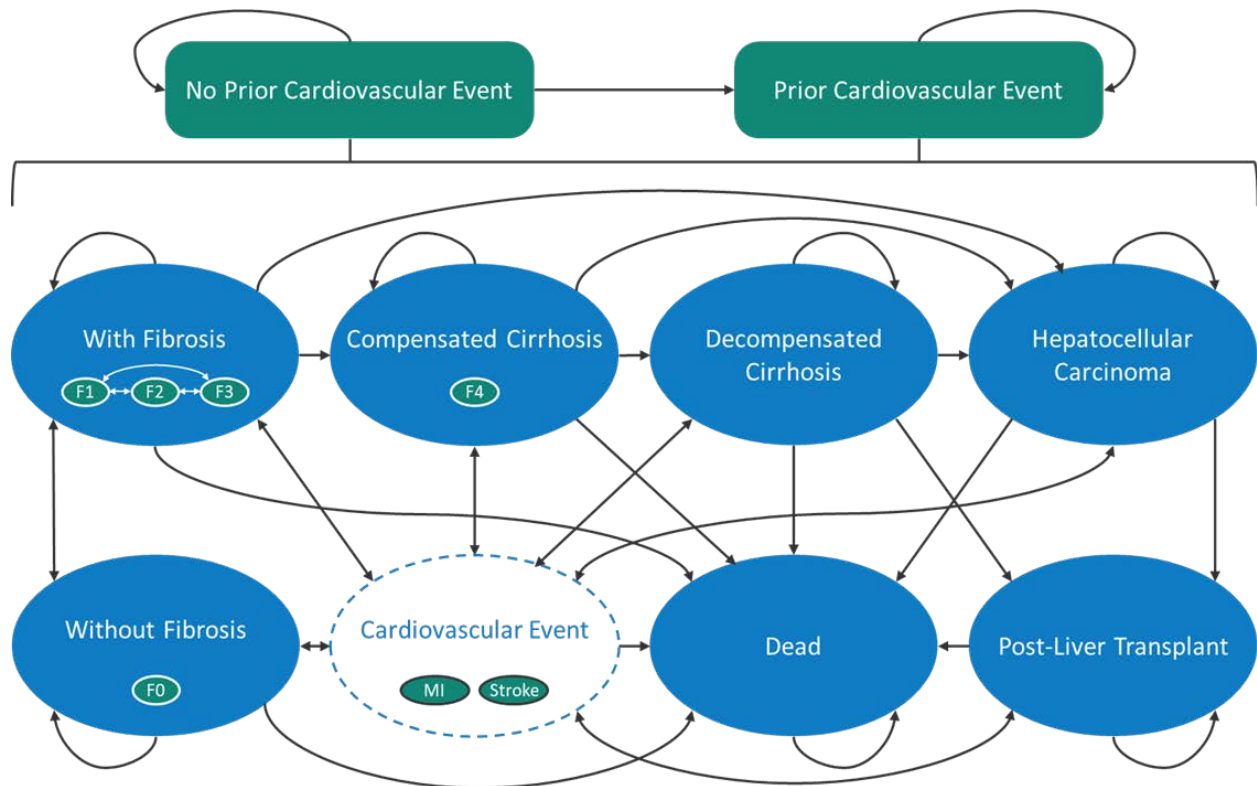 No Prior Cardiovascular Event
Prior Cardiovascular Event
With Fibrosis
F1
F2
F3
Compensated Cirrhosis
F4
Decompensated
Cirrhosis
Hepatocellular
Carcinoma
Without Fibrosis
F0
Cardiovascular Event
MI
Stroke
Dead
Post-Liver Transplant